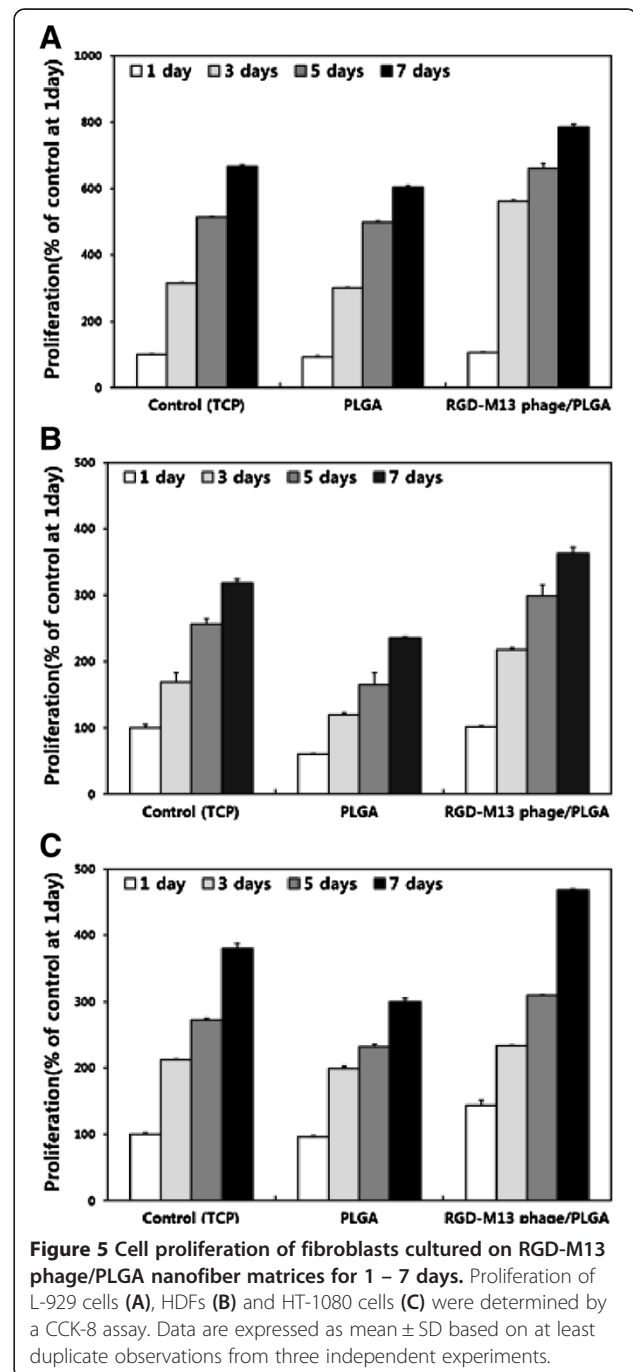 A
1000
800
600
400
200
0
Proliferation(% of control at 1day)
1 day 3 days 5 days 7 days
Control (TCP) PLGA RGD-M13 phage/PLGA
B
500
400
300
200
100
0
Proliferation(% of control at 1day)
1 day 3 days 5 days 7 days
Control (TCP) PLGA RGD-M13 phage/PLGA
C
500
400
300
200
100
0
Proliferation(% of control at 1day)
1 day 3 days 5 days 7 days
Control (TCP) PLGA RGD-M13 phage/PLGA
Figure 5 Cell proliferation of fibroblasts cultured on RGD-M13
phage/PLGA nanofiber matrices for 1 – 7 days. Proliferation of
L-929 cells (A), HDFs (B) and HT-1080 cells (C) were determined by
a CCK-8 assay. Data are expressed as mean ± SD based on at least
duplicate observations from three independent experiments.